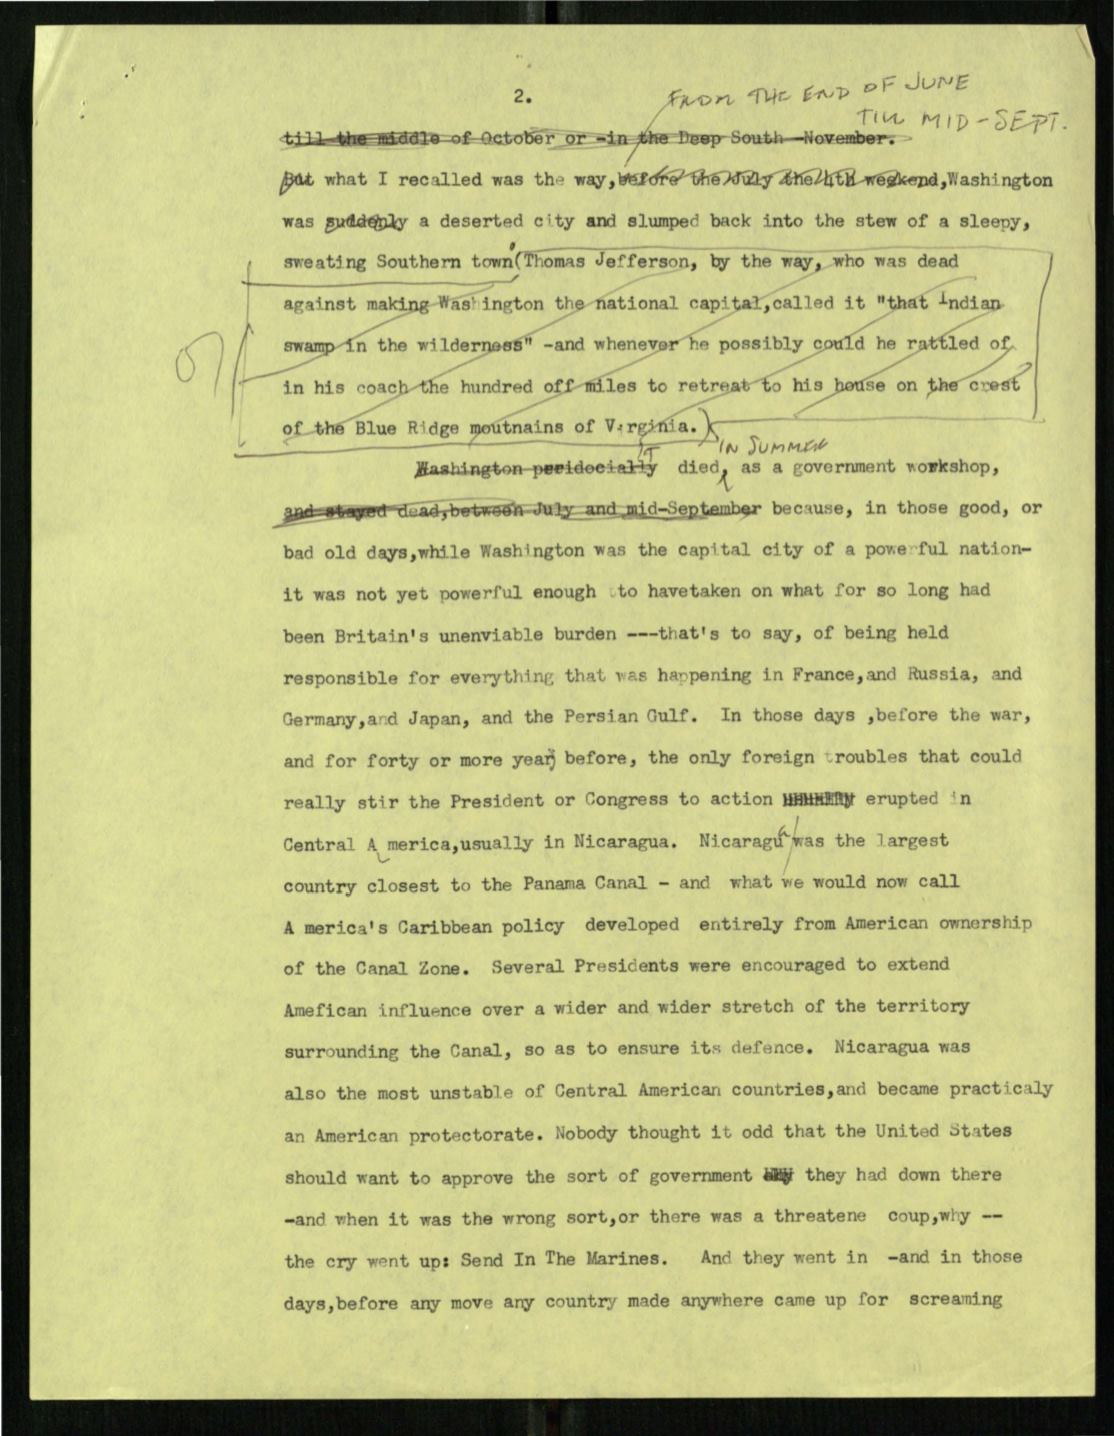 2.
FROM THE END OF JUNE
TILL MID-SEPT.
till the middle of October or -in the Deep South -November.
But what I recalled was the way,before the July the 4th weekend,Washington
was suddenly a deserted city and slumped back into the stew of a sleepy,
sweating Southern town.(Thomas Jefferson, by the way, who was dead
against making Washington the national capital,called it "that Indian
swamp in the wilderness" -and whenever he possibly could he rattled of
in his coach the hundred off miles to retreat to his house on the crest
of the Blue Ridge moutnains of Virginia.)
IT IN SUMMER
Washington peridocially died, as a government workshop,
and stayed dead,between July and mid-September because, in those good, or
bad old days,while Washington was the capital city of a powerful nation-
it was not yet powerful enough to havetaken on what for so long had
been Britain's unenviable burden ---that's to say, of being held
responsible for everything that was happening in France,and Russia, and
Germany,and Japan, and the Persian Gulf. In those days ,before the war,
and for forty or more years before, the only foreign troubles that could
really stir the President or Congress to action erupted in
Central A merica,usually in Nicaragua. Nicaragua was the largest
country closest to the Panama Canal - and what we would now call
A merica's Caribbean policy developed entirely from American ownership
of the Canal Zone. Several Presidents were encouraged to extend
Amefican influence over a wider and wider stretch of the territory
surrounding the Canal, so as to ensure its defence. Nicaragua was
also the most unstable of Central American countries,and became practicaly
an American protectorate. Nobody thought it odd that the United States
should want to approve the sort of government they had down there
-and when it was the wrong sort,or there was a threatene coup,why --
the cry went up: Send In The Marines. And they went in -and in those
days,before any move any country made anywhere came up for screaming